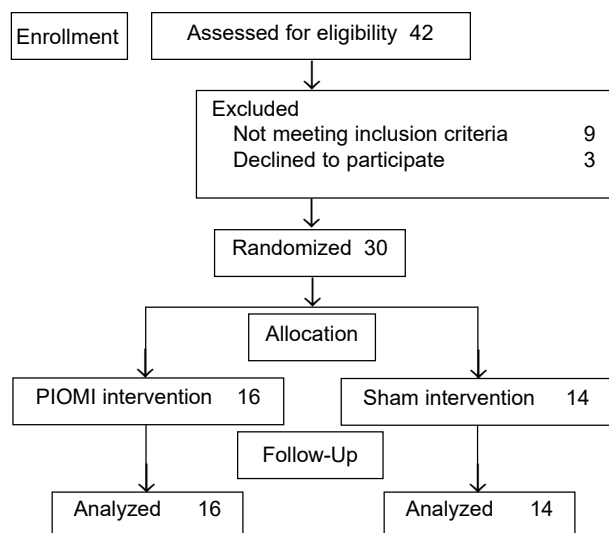 Enrollment
Assessed for eligibility 42
Excluded
Not meeting inclusion criteria 9
Declined to participate 3
Randomized 30
Allocation
PIOMI intervention 16
Sham intervention 14
Follow-Up
Analyzed 16
Analyzed 14